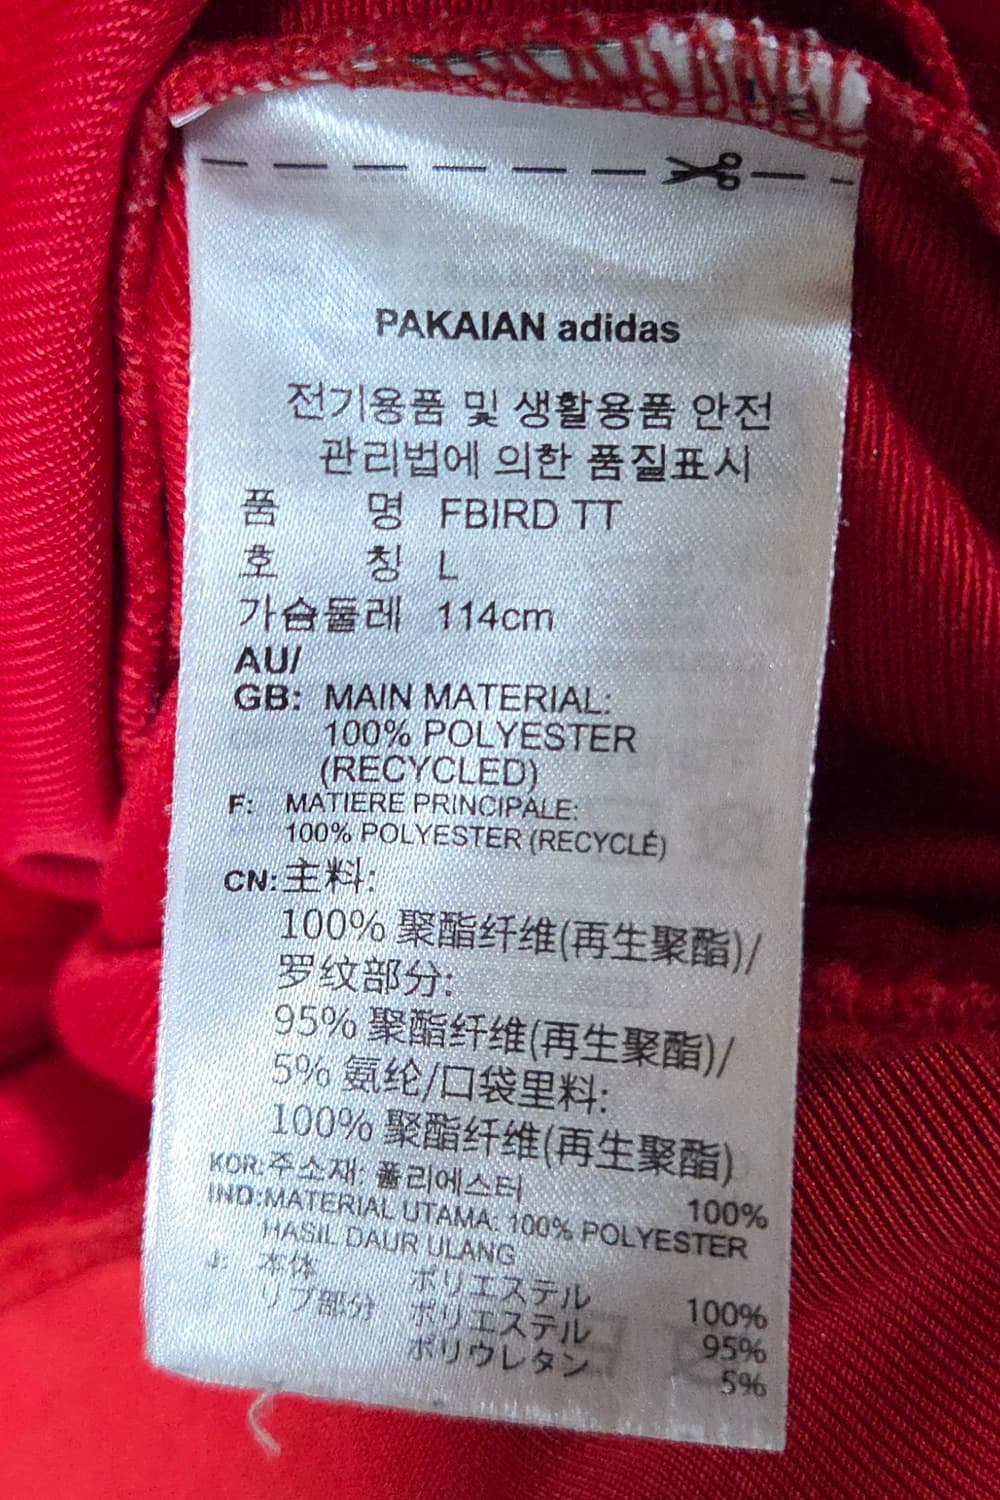 PAKAIAN adidas
전기용품 및 생활용품 안전
관리법에 의한 품질표시
품 명 FBIRD TT
호 칭 L
가슴둘레 114cm
AU/
GB: MAIN MATERIAL:
100% POLYESTER
(RECYCLED)
F: MATIERE PRINCIPALE:
100% POLYESTER (RECYCLÉ)
CN: 主料:
100% 聚酯纤维(再生聚酯)/
罗纹部分:
95% 聚酯纤维(再生聚酯)/
5% 氨纶/口袋里料:
100% 聚酯纤维(再生聚酯)
KOR: 주소재: 폴리에스터 100%
IND: MATERIAL UTAMA: 100% POLYESTER
HASIL DAUR ULANG
J: 本体 ポリエステル 100%
リブ部分 ポリエステル 95%
ポリウレタン 5%